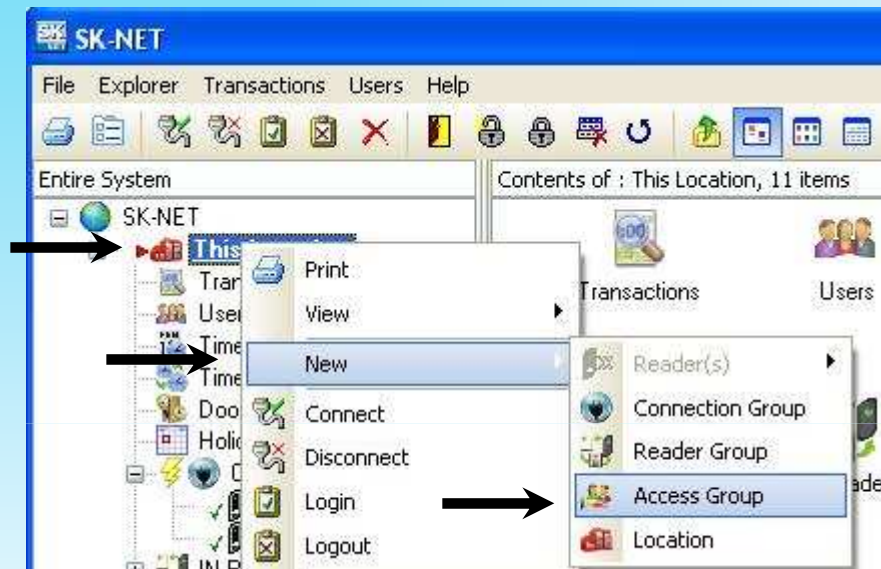 SK-NET
File Explorer Transactions Users Help
Entire System
Contents of : This Location, 11 items
SK-NET
This
Print
Transactions
Users
View
New
Reader(s)
Connect
Connection Group
Disconnect
Reader Group
Login
Access Group
Logout
Location